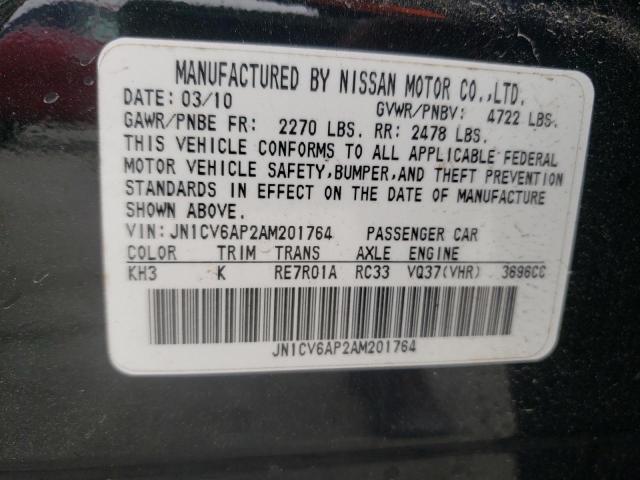 MANUFACTURED BY NISSAN MOTOR CO.,LTD.
DATE: 03/10 GVWR/PNBV: 4722 LBS.
GAWR/PNBE FR: 2270 LBS. RR: 2478 LBS.
THIS VEHICLE CONFORMS TO ALL APPLICABLE FEDERAL
MOTOR VEHICLE SAFETY,BUMPER,AND THEFT PREVENTION
STANDARDS IN EFFECT ON THE DATE OF MANUFACTURE
SHOWN ABOVE.
VIN: JN1CV6AP2AM201764 PASSENGER CAR
COLOR TRIM TRANS AXLE ENGINE
KH3 K RE7R01A RC33 VQ37(VHR) 3696CC
JN1CV6AP2AM201764